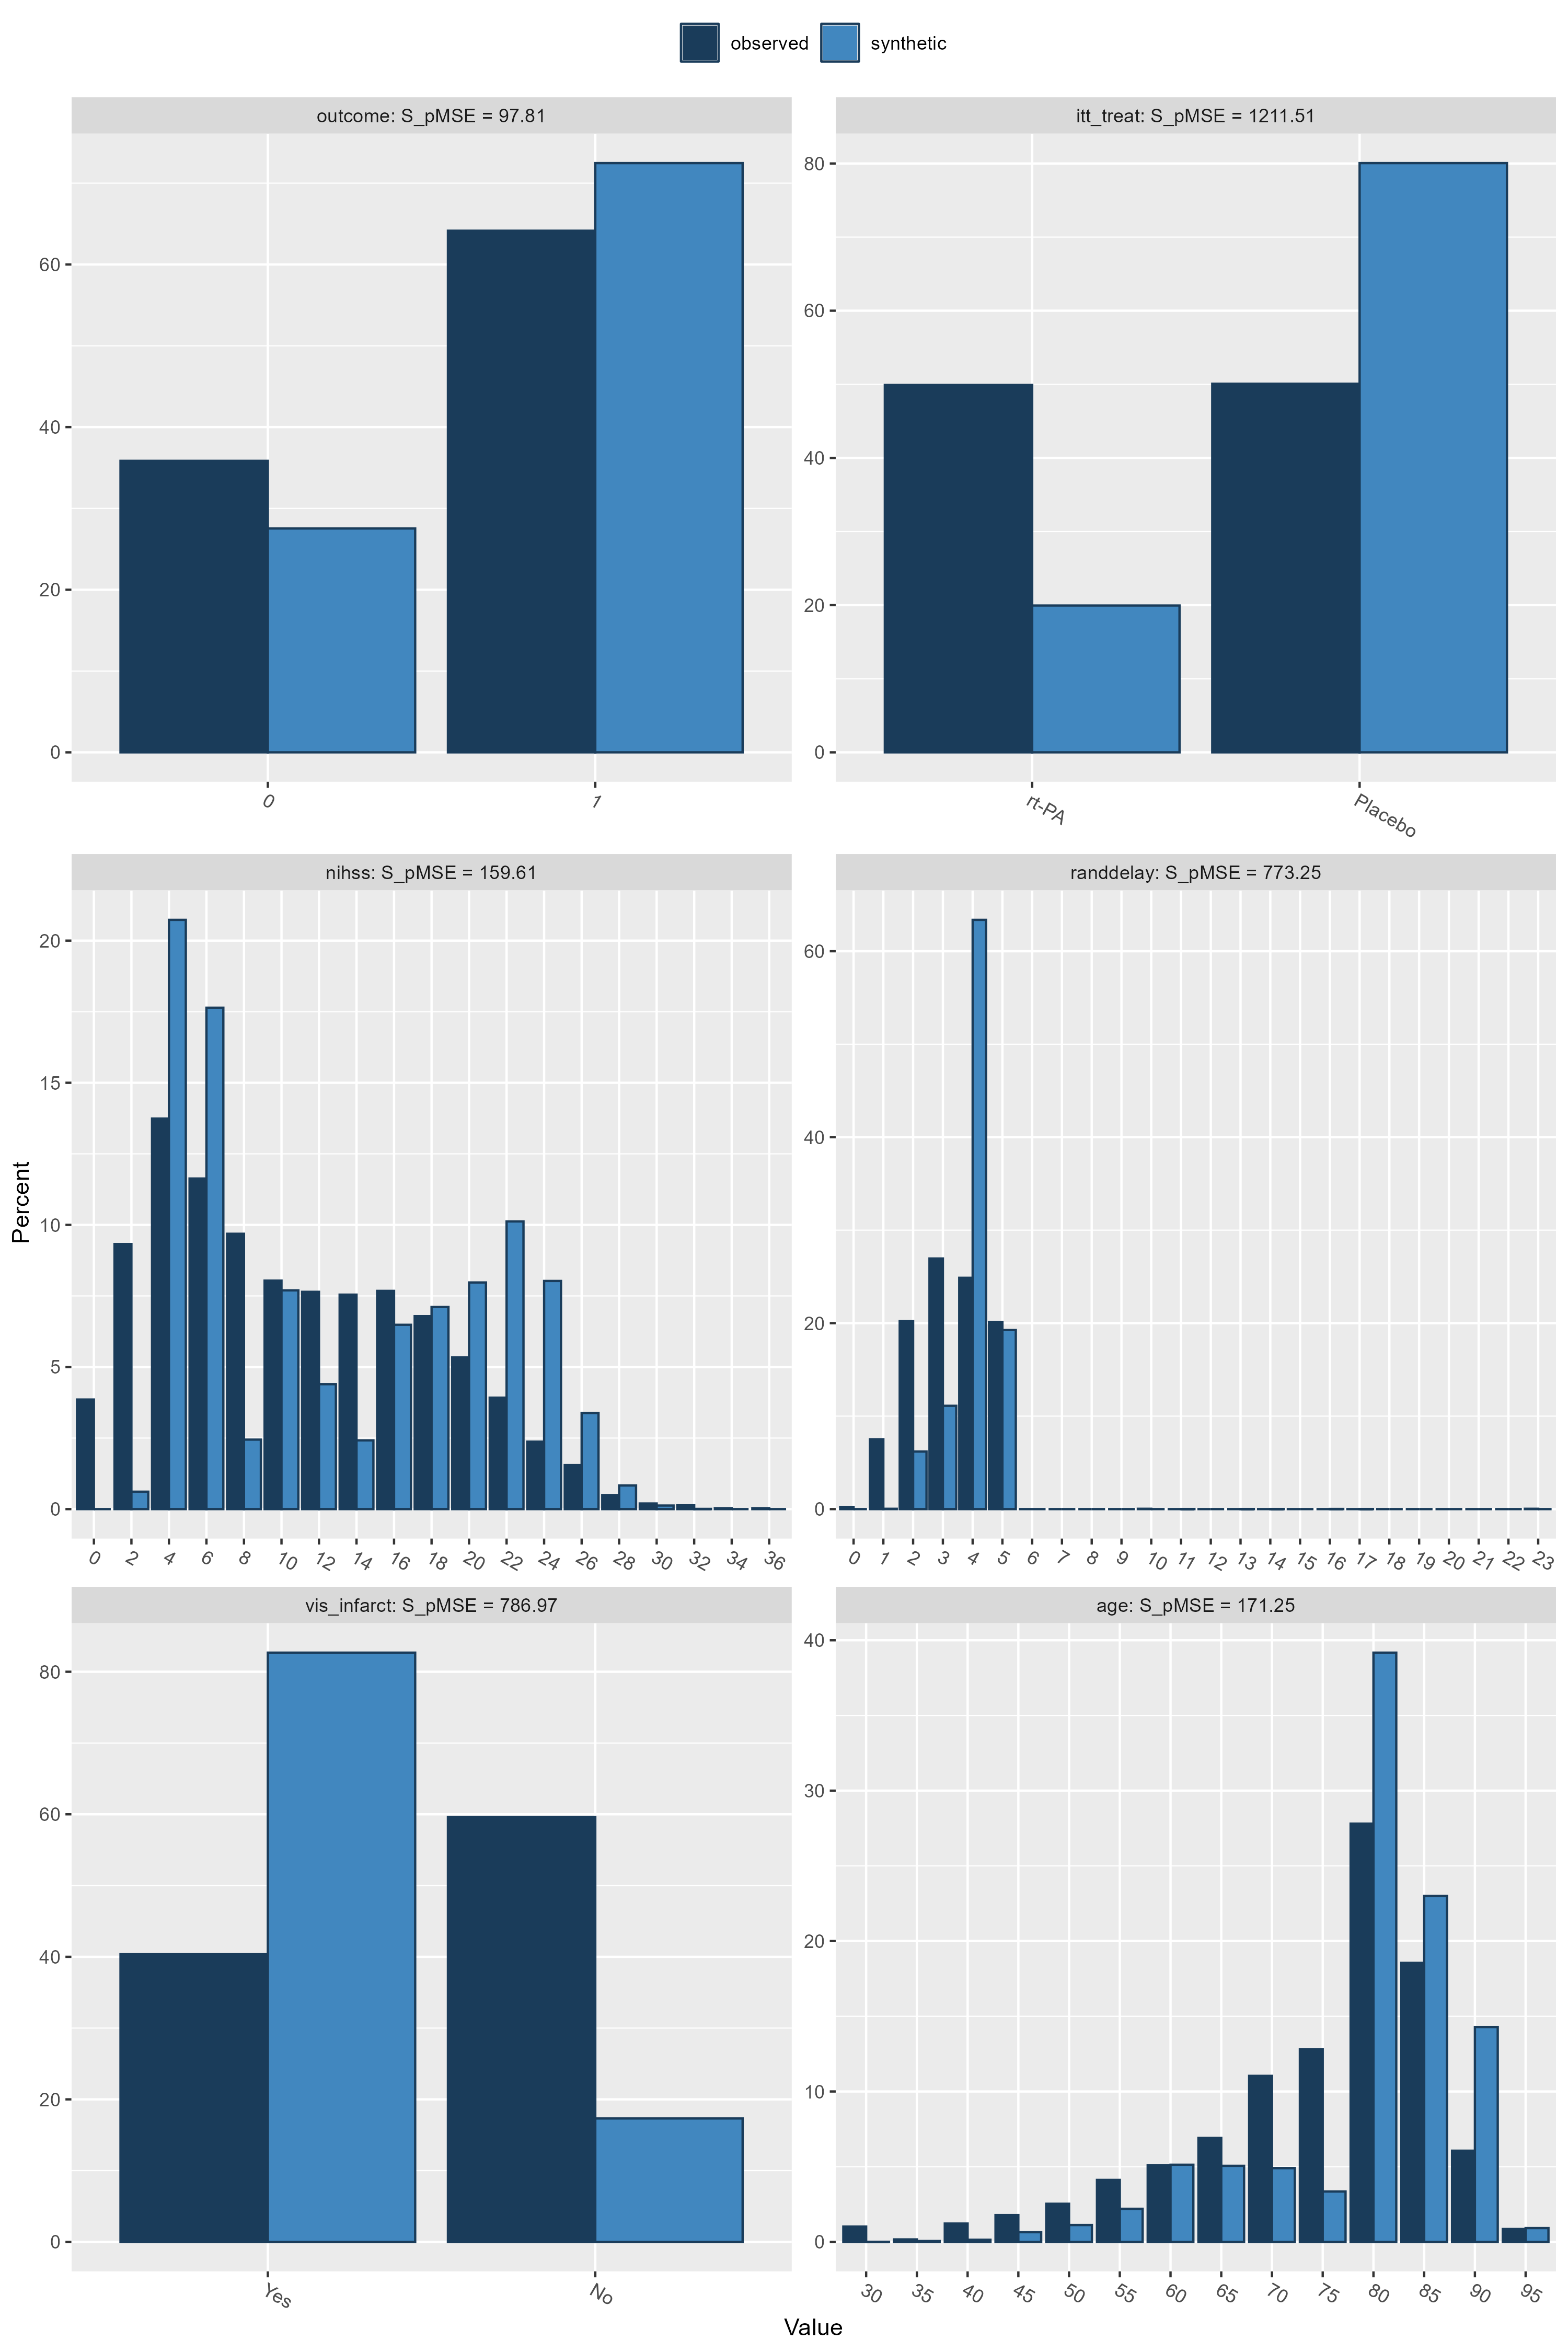 observed synthetic
outcome: S_pMSE = 97.81
itt_treat: S_pMSE = 1211.51
60
40
20
0
80
60
40
20
0
0 1
rt-PA Placebo
nihss: S_pMSE = 159.61
randdelay: S_pMSE = 773.25
20
15
10
5
0
60
40
20
0
0 2 4 6 8 10 12 14 16 18 20 22 24 26 28 30 32 34 36
0 1 2 3 4 5 6 7 8 9 10 11 12 13 14 15 16 17 18 19 20 21 22 23
Percent
vis_infarct: S_pMSE = 786.97
age: S_pMSE = 171.25
80
60
40
20
0
40
30
20
10
0
Yes No
30 35 40 45 50 55 60 65 70 75 80 85 90 95
Value